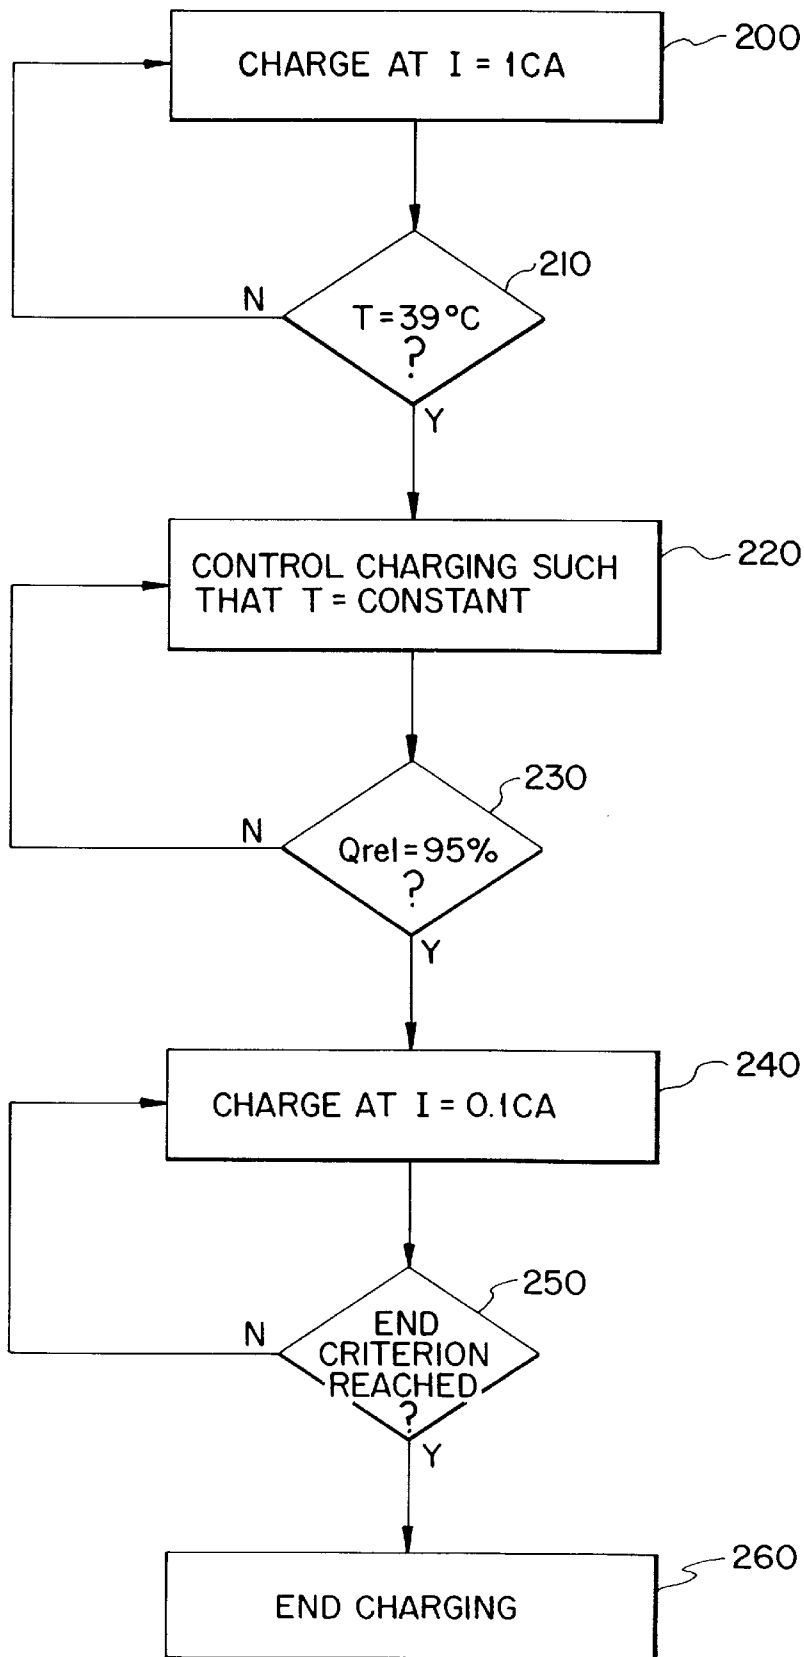 CHARGE AT I = 1CA
200
210
T = 39°C
?
N
Y
CONTROL CHARGING SUCH
THAT T = CONSTANT
220
230
Qrel = 95%
?
N
Y
CHARGE AT I = 0.1CA
240
250
END
CRITERION
REACHED
?
N
Y
END CHARGING
260